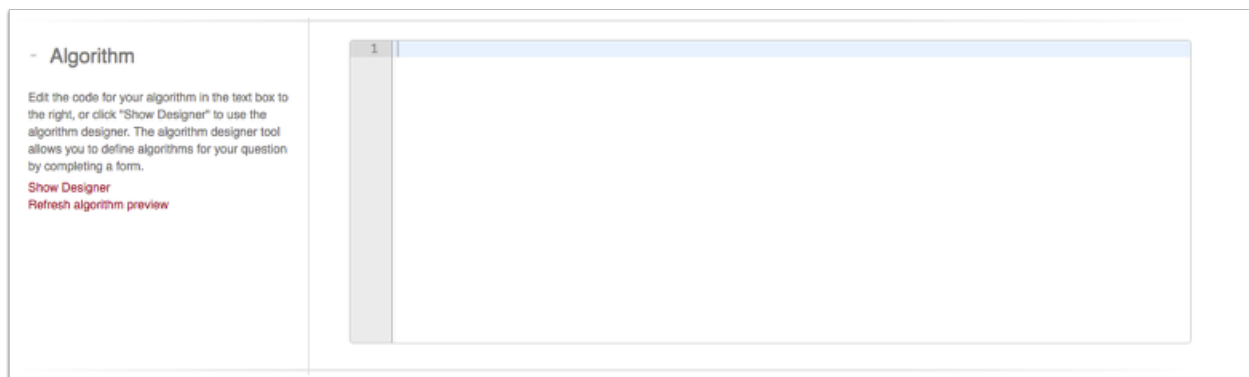 - Algorithm
Edit the code for your algorithm in the text box to
the right, or click "Show Designer" to use the
algorithm designer. The algorithm designer tool
allows you to define algorithms for your question
by completing a form.
Show Designer
Refresh algorithm preview
1